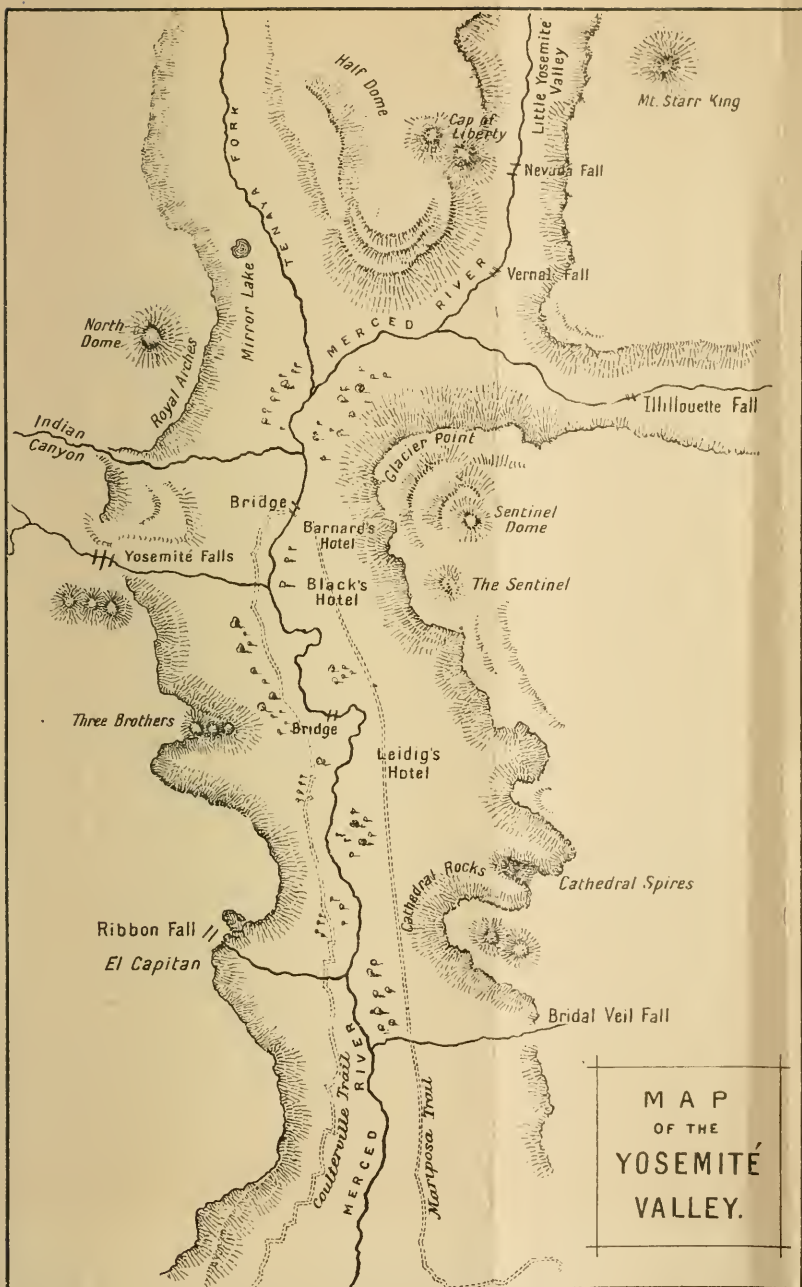 Half Dome
Little Yosemite
Valley
Mt. Starr King
Cap of
Liberty
TENAYA FORK
Nevada Fall
Mirror Lake
Vernal Fall
MERCED RIVER
North
Dome
Royal Arches
Illillouette Fall
Indian
Canyon
Glacier Point
Bridge
Sentinel
Dome
Barnard's
Hotel
Yosemité Falls
Black's
Hotel
The Sentinel
Three Brothers
Bridge
Leidig's
Hotel
Cathedral Rocks
Cathedral Spires
Ribbon Fall
El Capitan
Bridal Veil Fall
Coulterville Trail
MERCED RIVER
Mariposa Trail
MAP
OF THE
YOSEMITÉ
VALLEY.